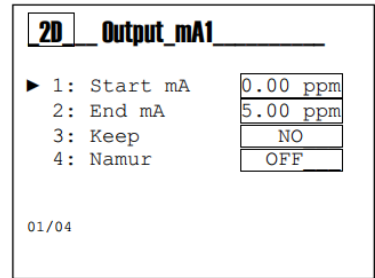 2D Output_mA1
► 1: Start mA 0.00 ppm
2: End mA 5.00 ppm
3: Keep NO
4: Namur OFF
01/04